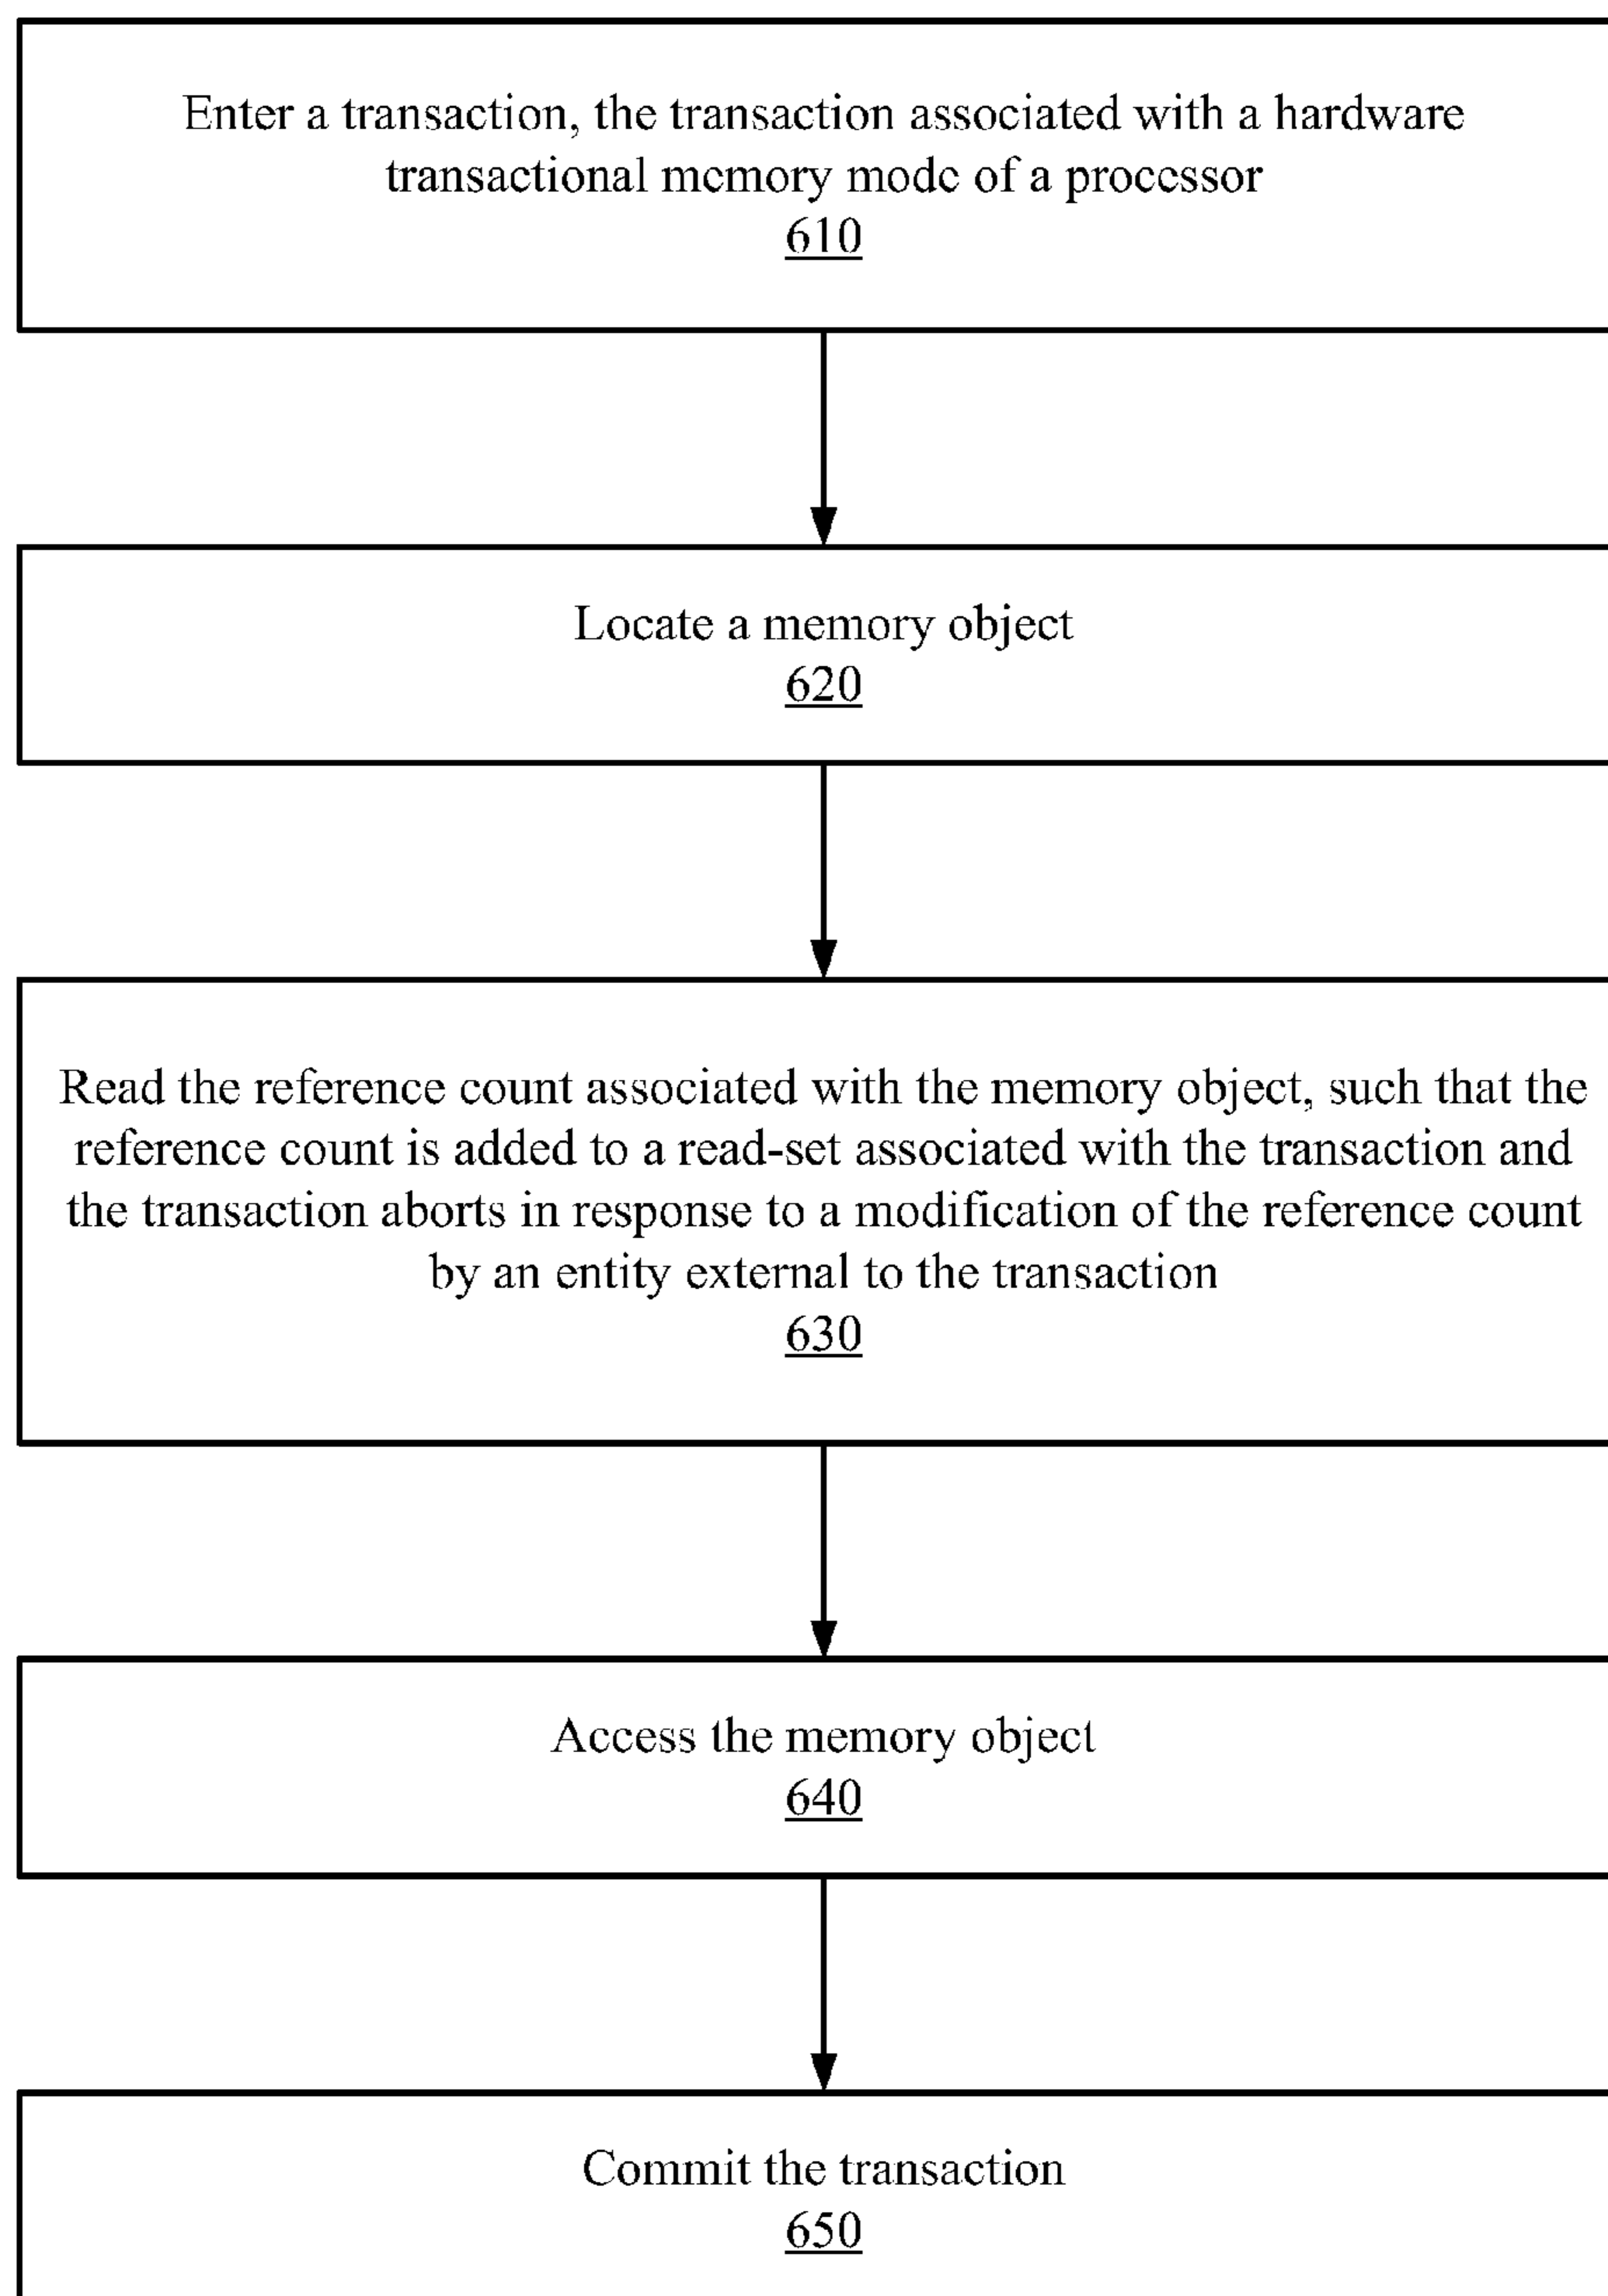 Enter a transaction, the transaction associated with a hardware
transactional memory mode of a processor
610
Locate a memory object
620
Read the reference count associated with the memory object, such that the
reference count is added to a read-set associated with the transaction and
the transaction aborts in response to a modification of the reference count
by an entity external to the transaction
630
Access the memory object
640
Commit the transaction
650